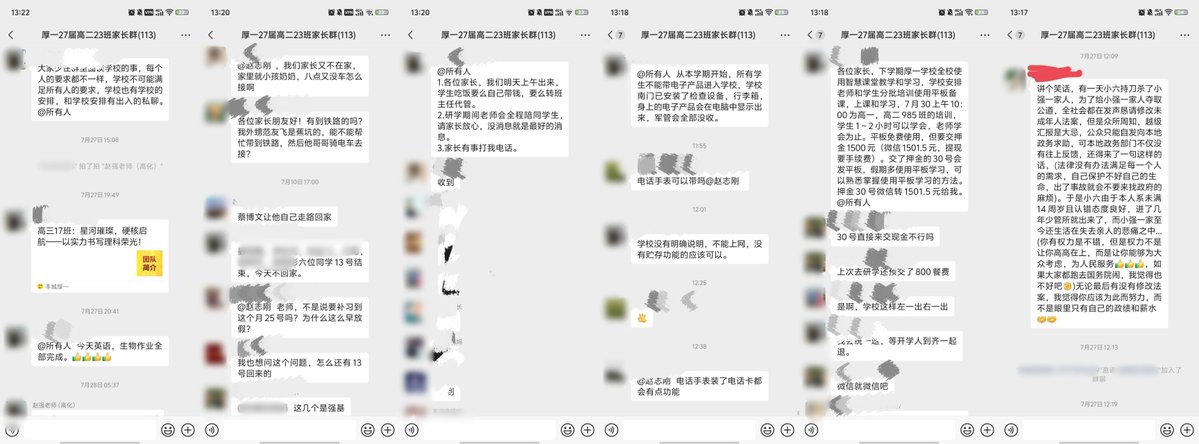 13:22
厚一27届高二23班家长群(113)
大家少在群里议论学校的事，每个
人的要求都不一样，学校不可能满
足所有人的要求，学校也有学校的
安排，和学校安排有出入的私聊。
@所有人
7月27日 15:08
拍了拍 "赵强老师（高化）
7月27日 19:49
高三17班：星河璀璨，硬核启
航——以实力书写理科荣光！
团队
简介
丰城厚一
7月27日 20:41
@所有人 今天英语，生物作业全
部完成。👍👍👍👍
7月28日 05:37
赵强老师（高化）
13:20
厚一27届高二23班家长群(113)
@赵志刚，我们家长又不在家，
家里就小孩奶奶，八点又没车怎么
接啊
各位家长朋友好！有到铁路的吗？
我外甥范友飞是蕉坑的，能不能帮
忙带到铁路，然后他哥哥骑电车去
接？
7月10日 17:00
蔡博文让他自己走路回家
六位同学13号结
束，今天不回家。
@赵志刚 老师，不是说要补习到
这个月 25 号吗？为什么这么早放
假？
我也想问这个问题，怎么还有13
号回来的
这几个是强基
13:20
厚一27届高二23班家长群(113)
@所有人
1.各位家长，我们明天上午出来，
学生吃饭要么自己带钱，要么转班
主任代管。
2.研学期间老师会全程陪同学生，
请家长放心，没消息就是最好的消
息。
3.家长有事打我电话。
收到
到
13:18
7
厚一27届高二23班家长群(113)
@所有人 从本学期开始，所有学
生不能带电子产品进入学校，学校
南门已安装了检查设备，行李箱，
身上的电子产品会在电脑中显示出
来，军管会全部没收。
11:55
电话手表可以带吗@赵志刚
12:01
学校没有明确说明，不能上网，没
有贮存功能的应该可以。
12:25
12:38
@赵志刚 电话手表装了电话卡都
会有点功能
13:18
7
厚一27届高二23班家长群(113)
各位家长，下学期厚一学校全校使
用智慧课堂教学和学习，学校安排
老师和学生分批培训使用平板备
课，上课和学习，7 月 30 上午 10:
00 为高一，高二985 班的培训，
学生 1～2 小时可以学会，老师学
会为止。平板免费使用，但要交押
金 1500 元（微信1501.5元，提现
要手续费）。交了押金的 30 号会
发平板，假期多使用平板学习，可
以熟悉掌握使用平板学习的方法。
押金 30 号微信转 1501.5 元给我。
@所有人
30 号直接来交现金不行吗
上次去研学还预交了 800 餐费
是啊，学校这样左一出右一出
退，等开学人到齐一起
退。
微信就微信吧
13:17
7
厚一27届高二23班家长群(113)
7月27日 12:09
讲个笑话，有一天小六持刀杀了小
强一家人，为了给小强一家人夺取公
道，全社会都在发声恳请修改未
成年人法案，但是众所周知，越级
汇报是大忌，公众只能自发向本地
政务求助，可本地政务部门不仅没
有往上反馈，还得来了一句这样的
话，(法律没有办法满足每一个人
的需求，自己保护不好自己的生
命，出了事故就会不要来找政府的
麻烦)。于是小六由于本人系未满
14 周岁且认错态度良好，进了几
年少管所就出来了，而小强一家至
今还生活在失去亲人的悲痛之中...
(你有权力是不错，但是权力不是
让你高高在上，而是让你能够为大
众考虑，为人民服务👍👍👍，如
果大家都跑去国务院闹，我觉得也
不好吧)无论最后有没有修改法
案，我觉得你应该为此而努力，而
不是眼里只有自己的政绩和薪水
7月27日 12:13
加入了
群聊
7月27日 12:19